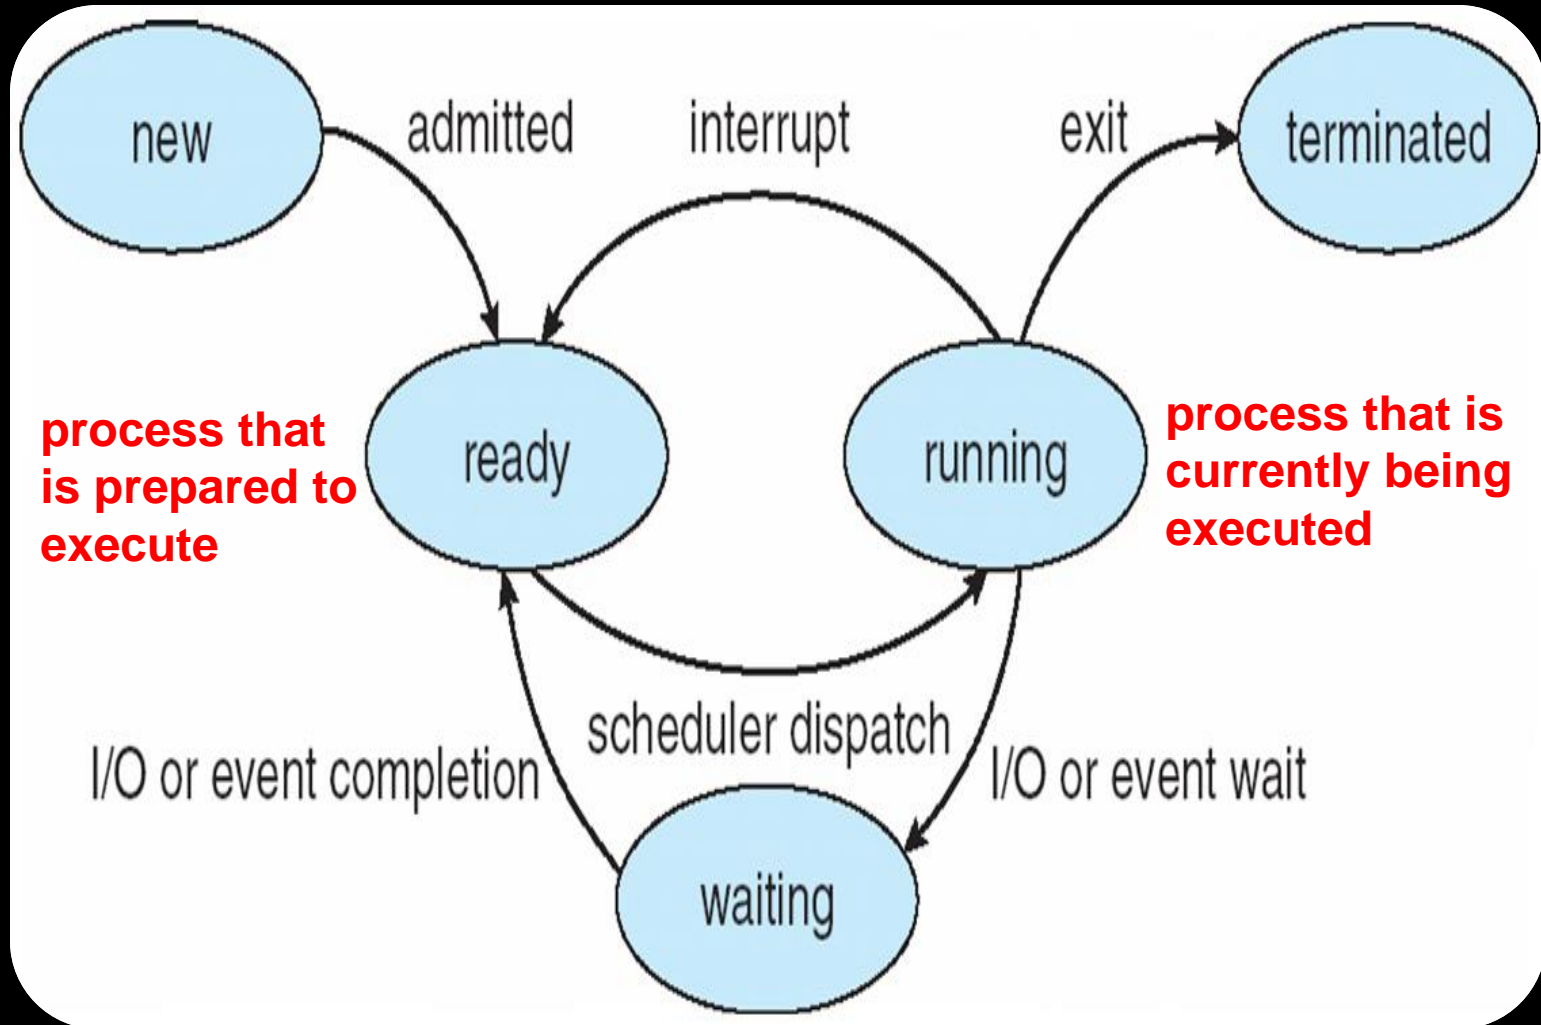 new
admitted
interrupt
exit
terminated
process that
is prepared to
execute
ready
running
process that is
currently being
executed
scheduler dispatch
I/O or event completion
I/O or event wait
waiting